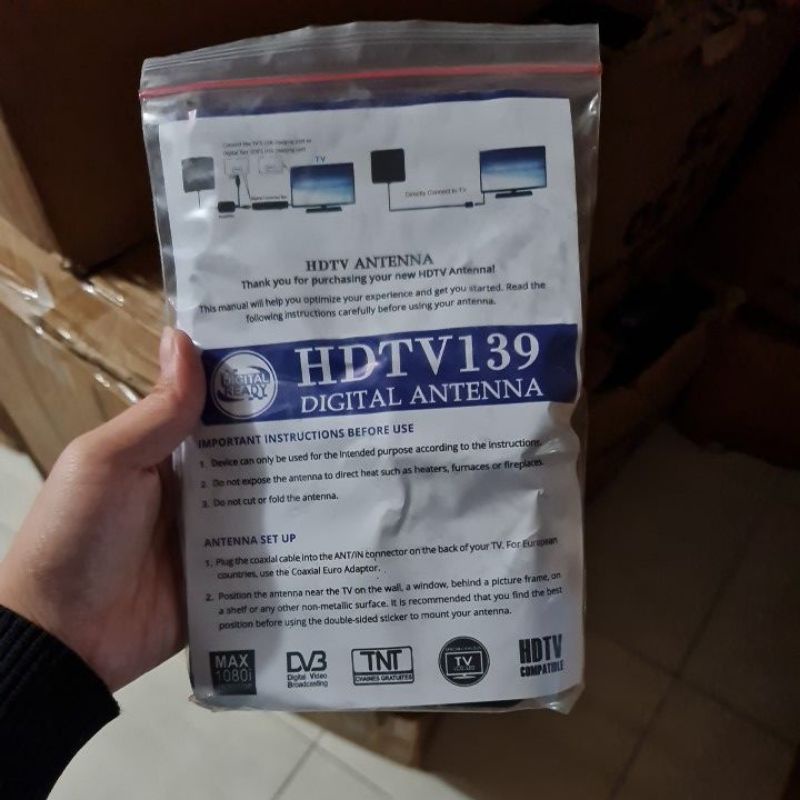 Connect the TV'S USB charging port or
TV
Directly Connect to TV
HDTV ANTENNA
Thank you for purchasing your new HDTV Antenna!
This manual will help you optimize your experience and get you started. Read the
following instructions carefully before using your antenna.
DIGITAL
READY
HDTV139
DIGITAL ANTENNA
IMPORTANT INSTRUCTIONS BEFORE USE
1. Device can only be used for the intended purpose according to the instructions.
2. Do not expose the antenna to direct heat such as heaters, furnaces or fireplaces.
3. Do not cut or fold the antenna.
ANTENNA SET UP
1. Plug the coaxial cable into the ANT/IN connector on the back of your TV. For European
countries, use the Coaxial Euro Adaptor.
2. Position the antenna near the TV on the wall, a window, behind a picture frame, on
a shelf or any other non-metallic surface. It is recommended that you find the best
position before using the double-sided sticker to mount your antenna.
MAX
1080i
DVB
Digital Video
Broadcasting
TNT
CHAINES GRATUITES
TV
HDTV
COMPATIBLE